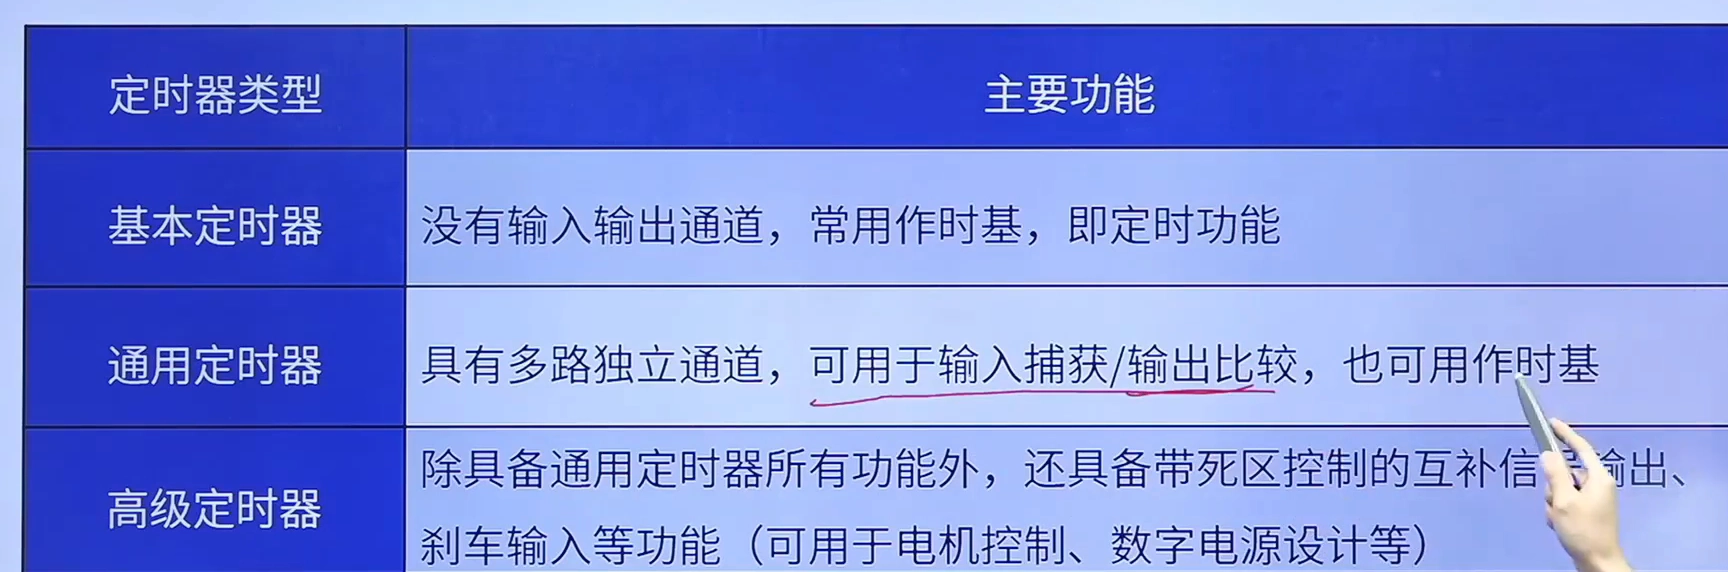 定时器类型
主要功能
基本定时器
没有输入输出通道，常用作时基，即定时功能
通用定时器
具有多路独立通道，可用于输入捕获/输出比较，也可用作时基
高级定时器
除具备通用定时器所有功能外，还具备带死区控制的互补信号输出、
刹车输入等功能（可用于电机控制、数字电源设计等）